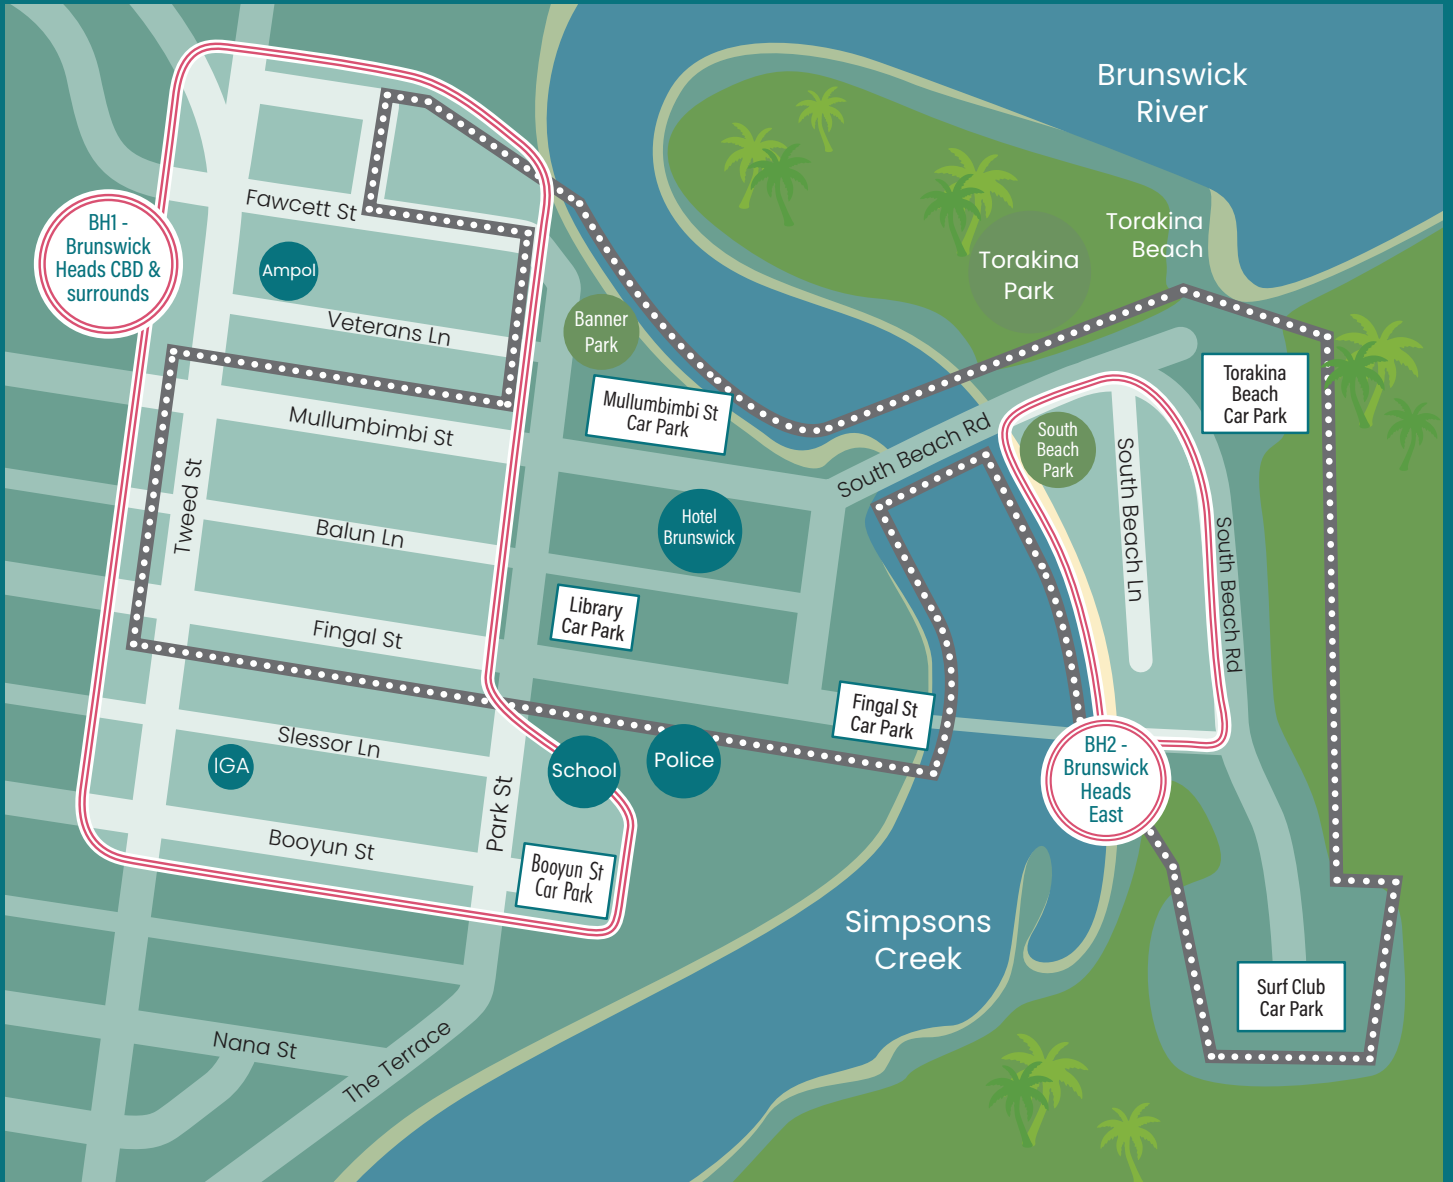 Brunswick
River
Fawcett St
BH1 -
Brunswick
Heads CBD &
surrounds
Ampol
Torakina
Beach
Torakina
Park
Veterans Ln
Banner
Park
Mullumbimbi St
Car Park
Torakina
Beach
Car Park
Mullumbimbi St
South Beach Rd
South
Beach
Park
Tweed St
South Beach Ln
Hotel
Brunswick
Balun Ln
South Beach Rd
Library
Car Park
Fingal St
Fingal St
Car Park
Slessor Ln
IGA
School
Police
BH2 -
Brunswick
Heads
East
Park St
Booyun St
Booyun St
Car Park
Simpsons
Creek
Surf Club
Car Park
Nana St
The Terrace